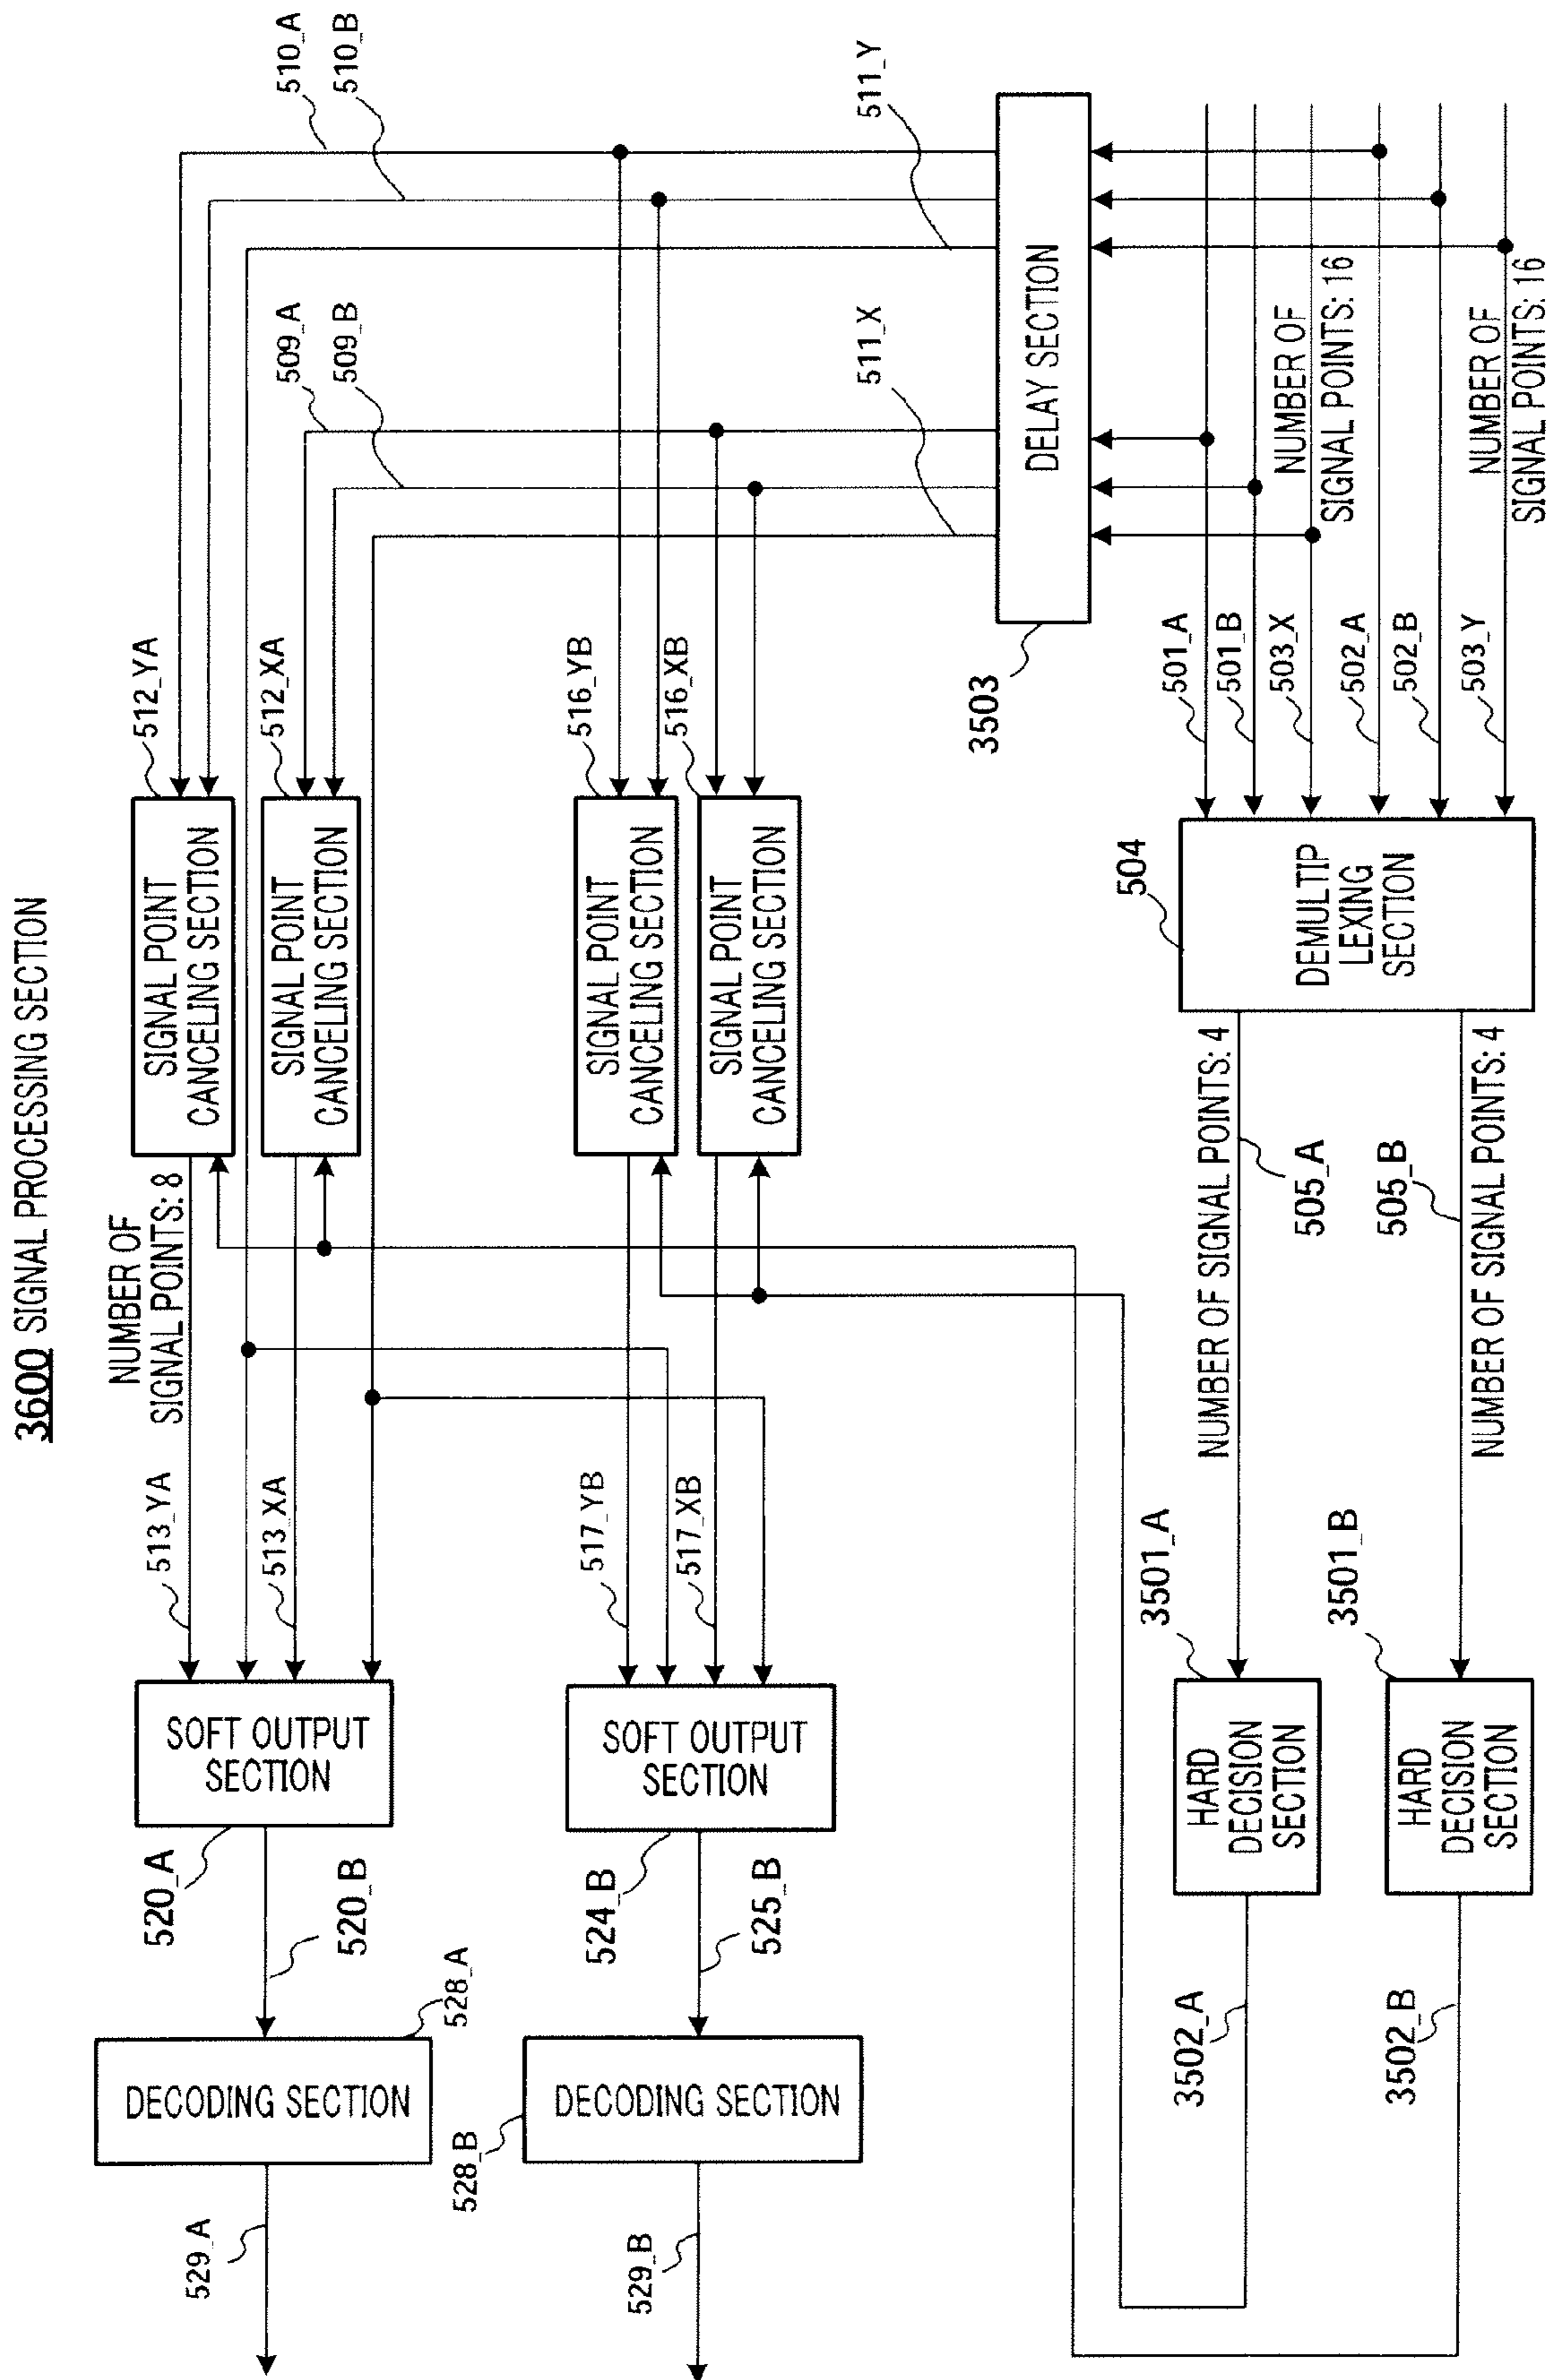 3600 SIGNAL PROCESSING SECTION
510_A
510_B
511_Y
509_A
509_B
511_X
512_YA
512_XA
516_YB
516_XB
SIGNAL POINT
CANCELING SECTION
SIGNAL POINT
CANCELING SECTION
SIGNAL POINT
CANCELING SECTION
SIGNAL POINT
CANCELING SECTION
DELAY SECTION
3503
NUMBER OF
SIGNAL POINTS: 16
NUMBER OF
SIGNAL POINTS: 16
501_A
501_B
503_X
502_A
502_B
503_Y
504
DEMULTIP
LEXING
SECTION
NUMBER OF
SIGNAL POINTS: 8
513_YA
513_XA
517_YB
517_XB
NUMBER OF SIGNAL POINTS: 4
505_A
NUMBER OF SIGNAL POINTS: 4
505_B
SOFT OUTPUT
SECTION
520_A
520_B
SOFT OUTPUT
SECTION
524_B
525_B
3501_A
HARD
DECISION
SECTION
3501_B
HARD
DECISION
SECTION
3502_A
3502_B
528_A
DECODING SECTION
529_A
528_B
DECODING SECTION
529_B